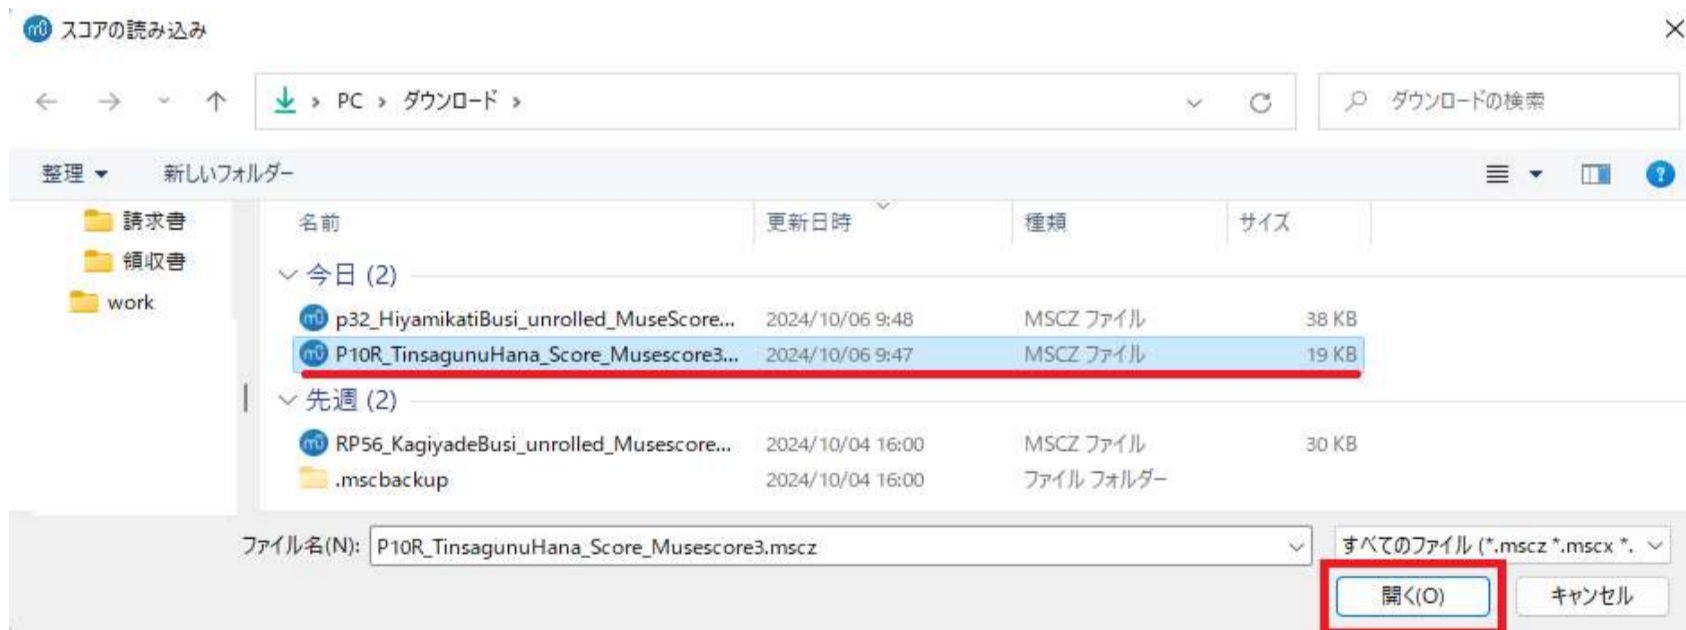 スコアの読み込み
PC › ダウンロード ›
ダウンロードの検索
整理
新しいフォルダー
請求書
領収書
work
名前 更新日時 種類 サイズ
今日 (2)
p32_HiyamikatiBusi_unrolled_MuseScore... 2024/10/06 9:48 MSCZ ファイル 38 KB
P10R_TinsagunuHana_Score_Musescore3... 2024/10/06 9:47 MSCZ ファイル 19 KB
先週 (2)
RP56_KagiyadeBusi_unrolled_Musescore... 2024/10/04 16:00 MSCZ ファイル 30 KB
.mscbackup 2024/10/04 16:00 ファイル フォルダー
ファイル名(N): P10R_TinsagunuHana_Score_Musescore3.mscz
すべてのファイル (*.mscz *.mscx *.
開く(O) キャンセル